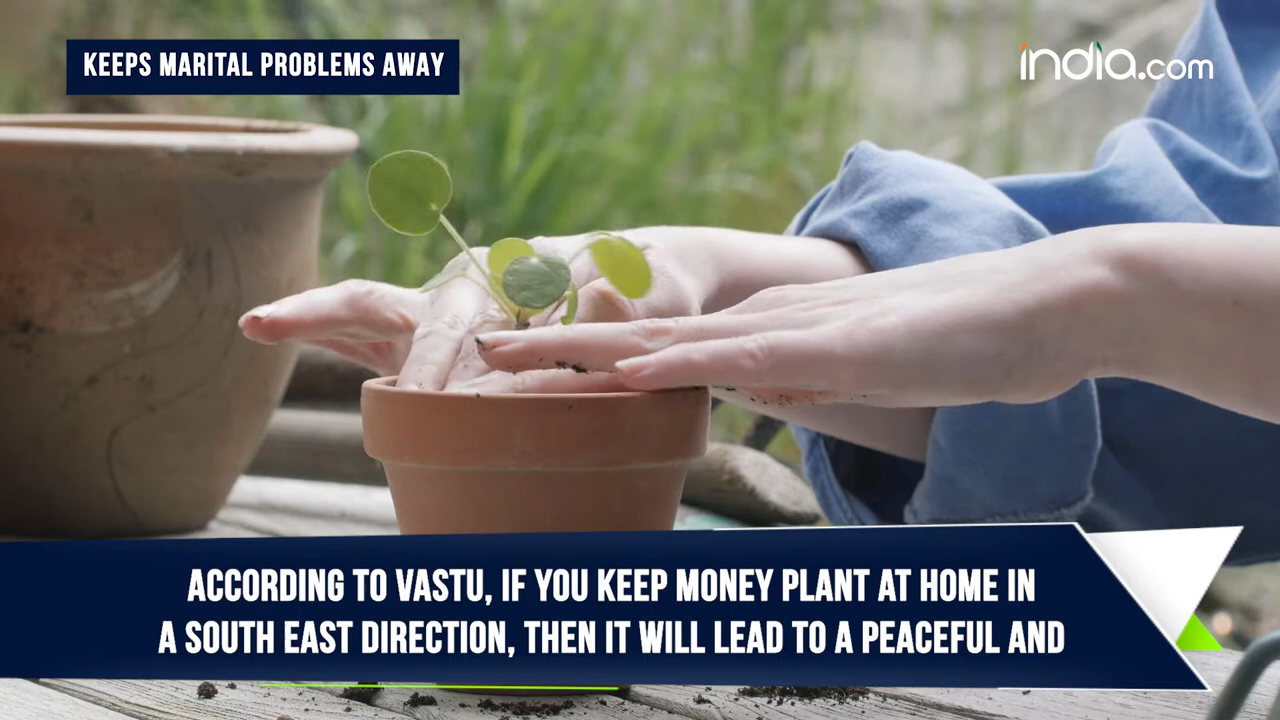 KEEPS MARITAL PROBLEMS AWAY
india.com
ACCORDING TO VASTU, IF YOU KEEP MONEY PLANT AT HOME IN
A SOUTH EAST DIRECTION, THEN IT WILL LEAD TO A PEACEFUL AND